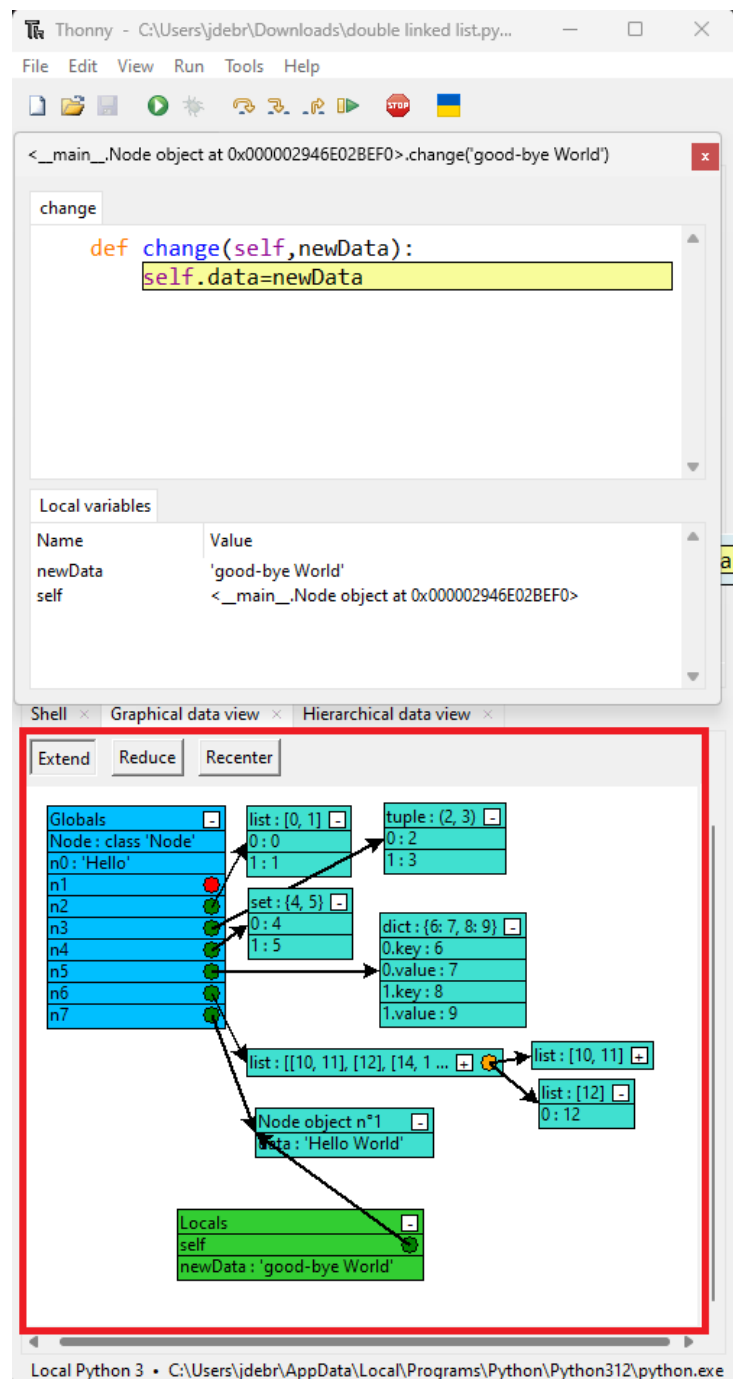 Thonny - C:\Users\jdebr\Downloads\double linked list.py...
File Edit View Run Tools Help
STOP
<__main__.Node object at 0x000002946E02BEF0>.change('good-bye World')
x
change
def change(self,newData):
self.data=newData
Local variables
Name Value
newData 'good-bye World'
self <__main__.Node object at 0x000002946E02BEF0>
a
Shell × Graphical data view × Hierarchical data view ×
Extend Reduce Recenter
Globals -
Node : class 'Node'
n0 : 'Hello'
n1
n2
n3
n4
n5
n6
n7
list : [0, 1] -
0 : 0
1 : 1
tuple : (2, 3) -
0 : 2
1 : 3
set : {4, 5} -
0 : 4
1 : 5
dict : {6: 7, 8: 9} -
0.key : 6
0.value : 7
1.key : 8
1.value : 9
list : [[10, 11], [12], [14, 1 ... +
list : [10, 11] +
list : [12] -
0 : 12
Node object n°1 -
data : 'Hello World'
Locals -
self
newData : 'good-bye World'
Local Python 3 • C:\Users\jdebr\AppData\Local\Programs\Python\Python312\python.exe